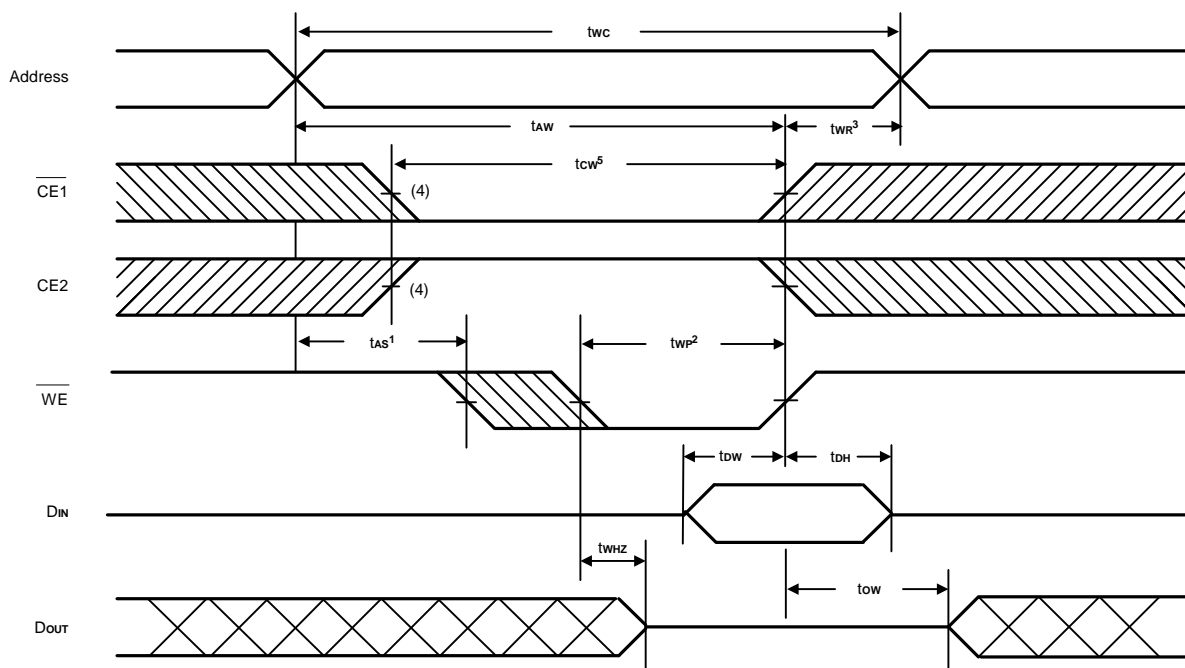 tWC
Address
tAW
tWR³
tCW⁵
CE1
(4)
CE2
(4)
tAS¹
tWP²
WE
tDW
tDH
DIN
tWHZ
tOW
DOUT